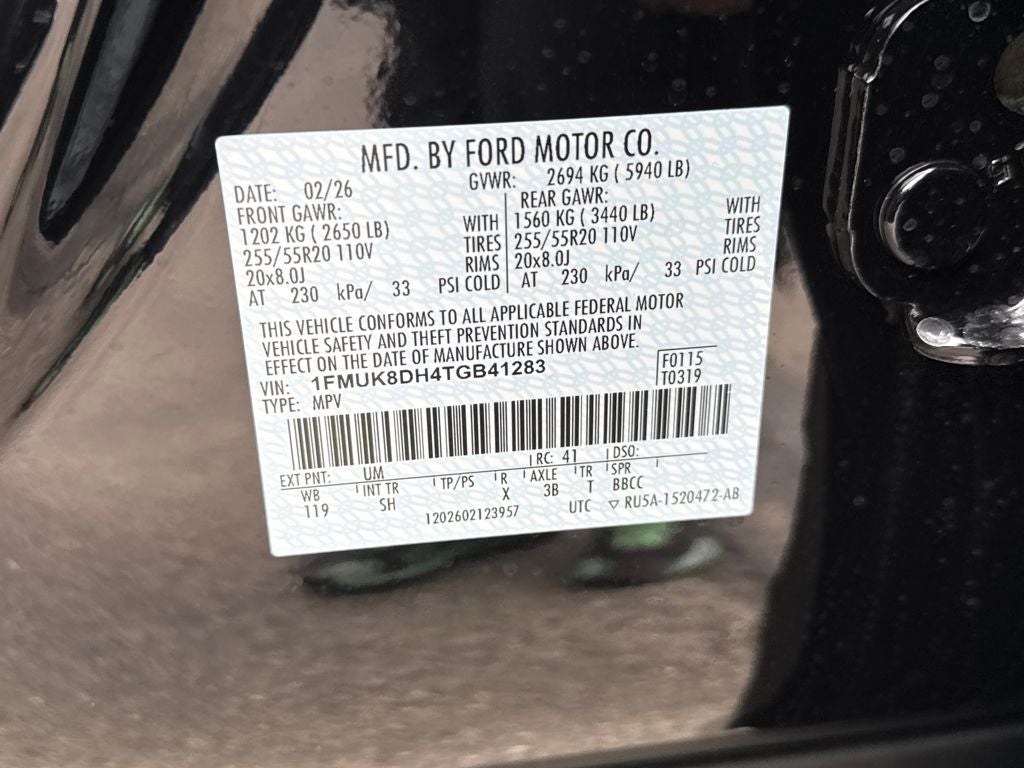 MFD. BY FORD MOTOR CO.
DATE: 02/26 GVWR: 2694 KG ( 5940 LB)
FRONT GAWR: REAR GAWR:
1202 KG ( 2650 LB) WITH 1560 KG ( 3440 LB) WITH
255/55R20 110V TIRES 255/55R20 110V TIRES
20x8.0J RIMS 20x8.0J RIMS
AT 230 kPa/ 33 PSI COLD AT 230 kPa/ 33 PSI COLD
THIS VEHICLE CONFORMS TO ALL APPLICABLE FEDERAL MOTOR
VEHICLE SAFETY AND THEFT PREVENTION STANDARDS IN
EFFECT ON THE DATE OF MANUFACTURE SHOWN ABOVE.
VIN: 1FMUK8DH4TGB41283 F0115
TYPE: MPV T0319
EXT PNT: UM RC: 41 DSO:
WB INT TR TP/PS R AXLE TR SPR
119 SH X 3B T BBCC
1202602123957 UTC ▽ RU5A-1520472-AB